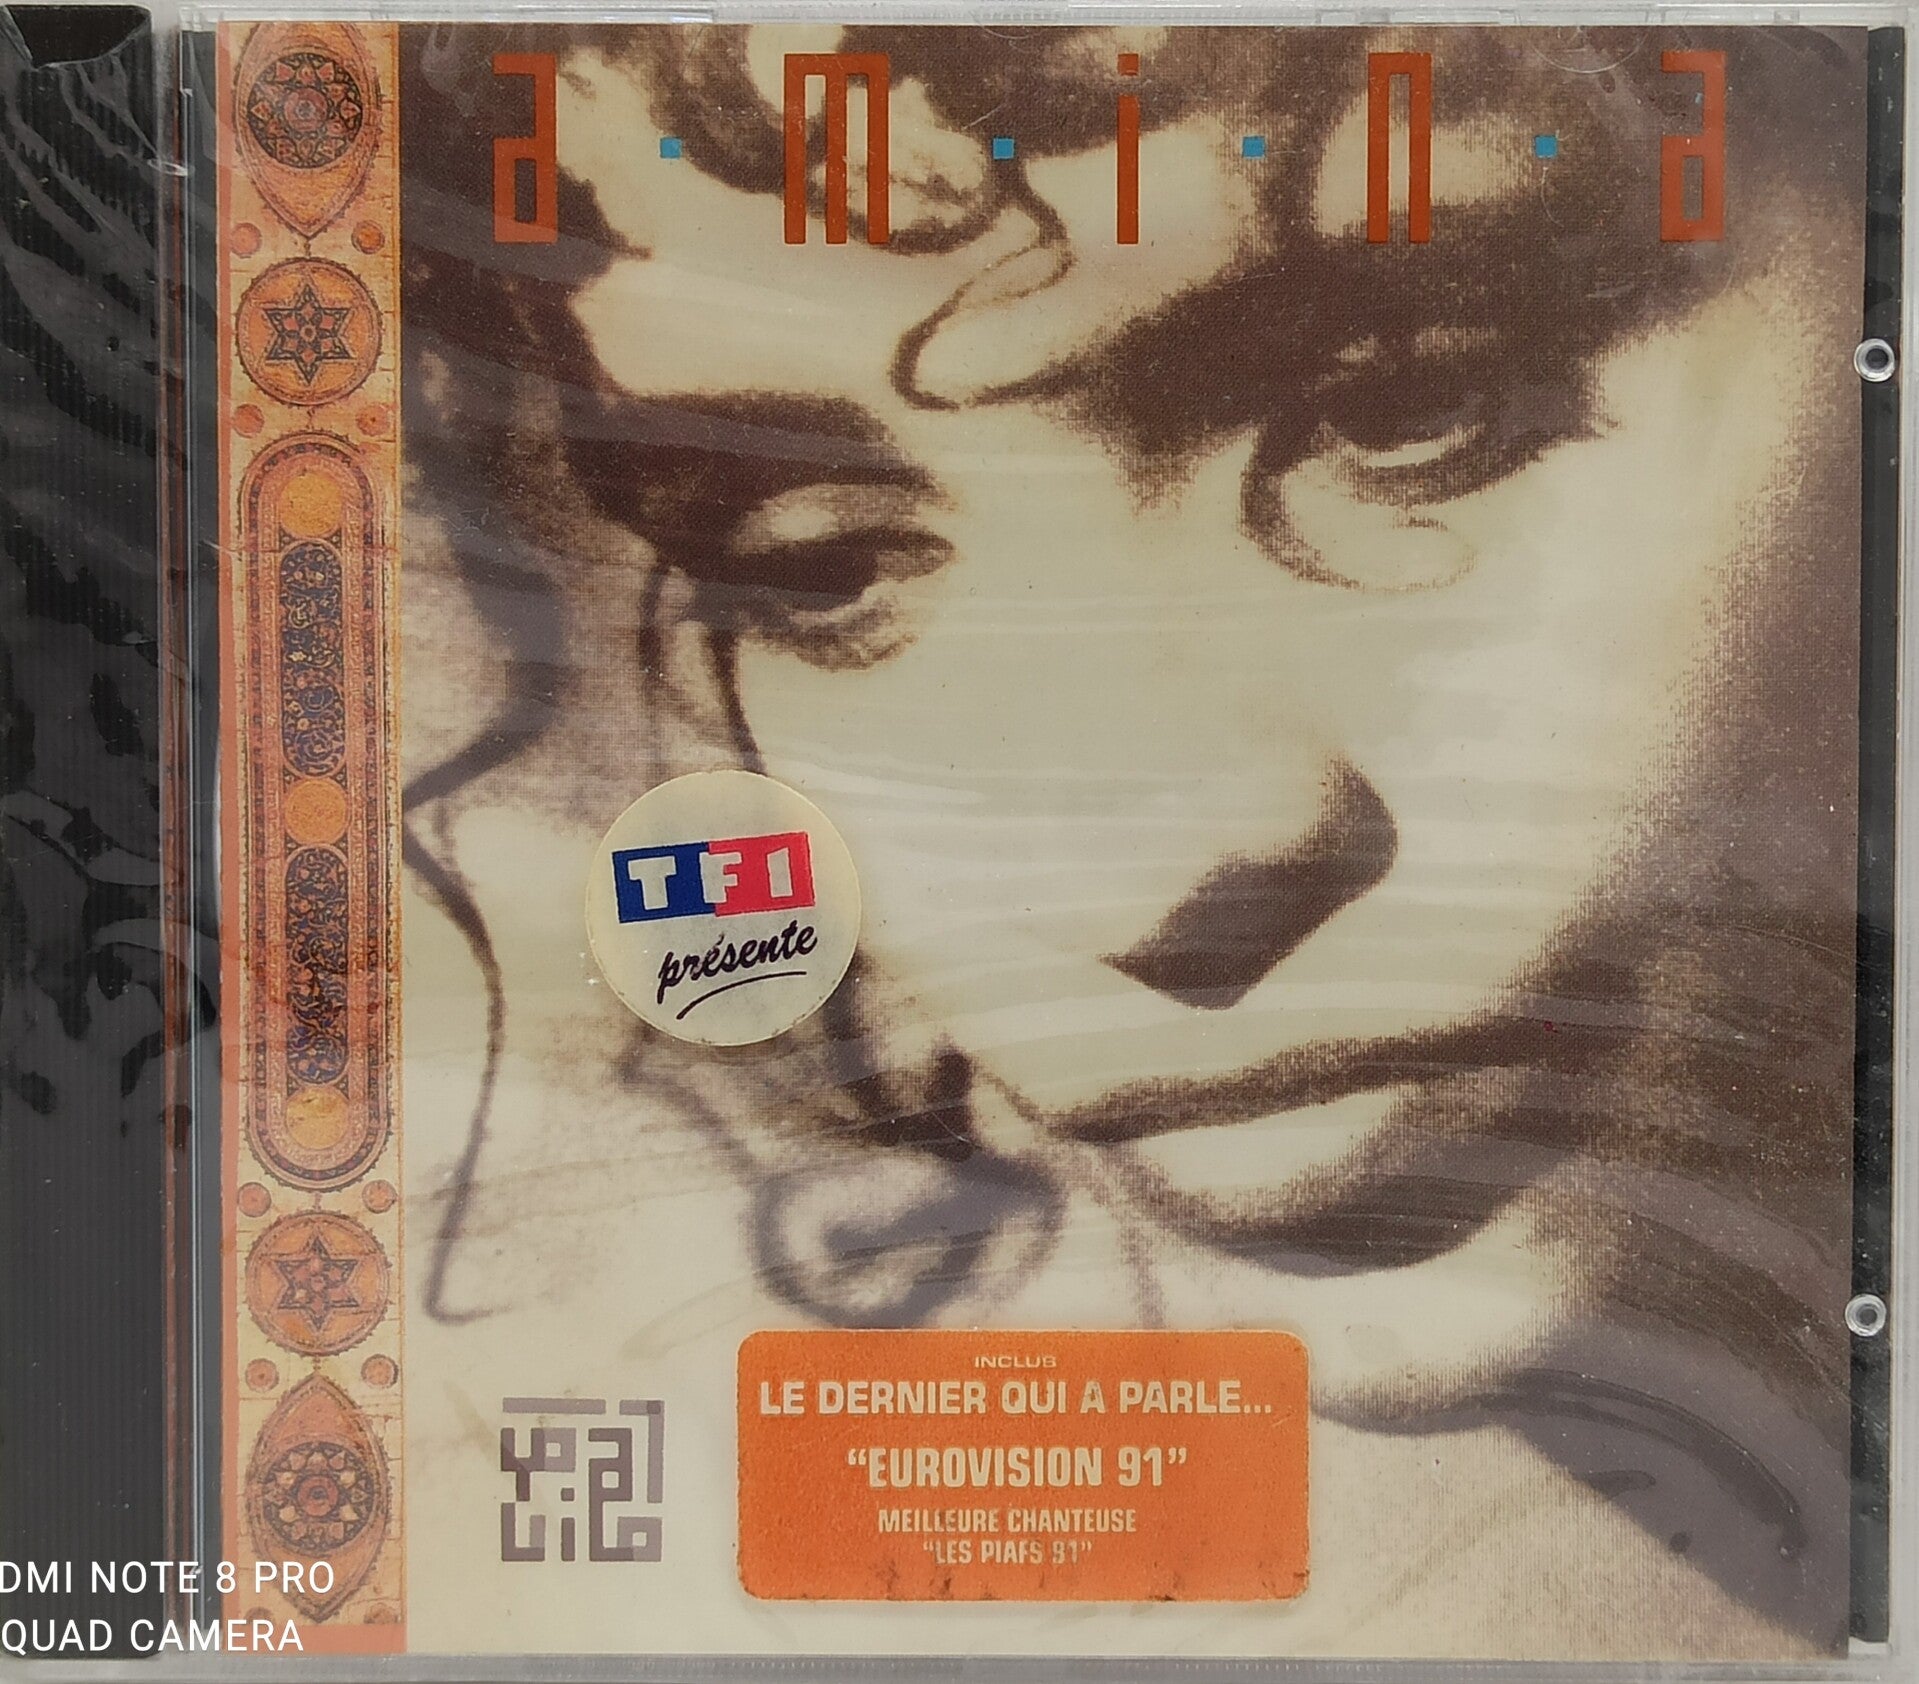 a·m·i·n·a
TF1
présente
INCLUS
LE DERNIER QUI A PARLE...
"EUROVISION 91"
MEILLEURE CHANTEUSE
"LES PIAFS 91"
DMI NOTE 8 PRO
QUAD CAMERA